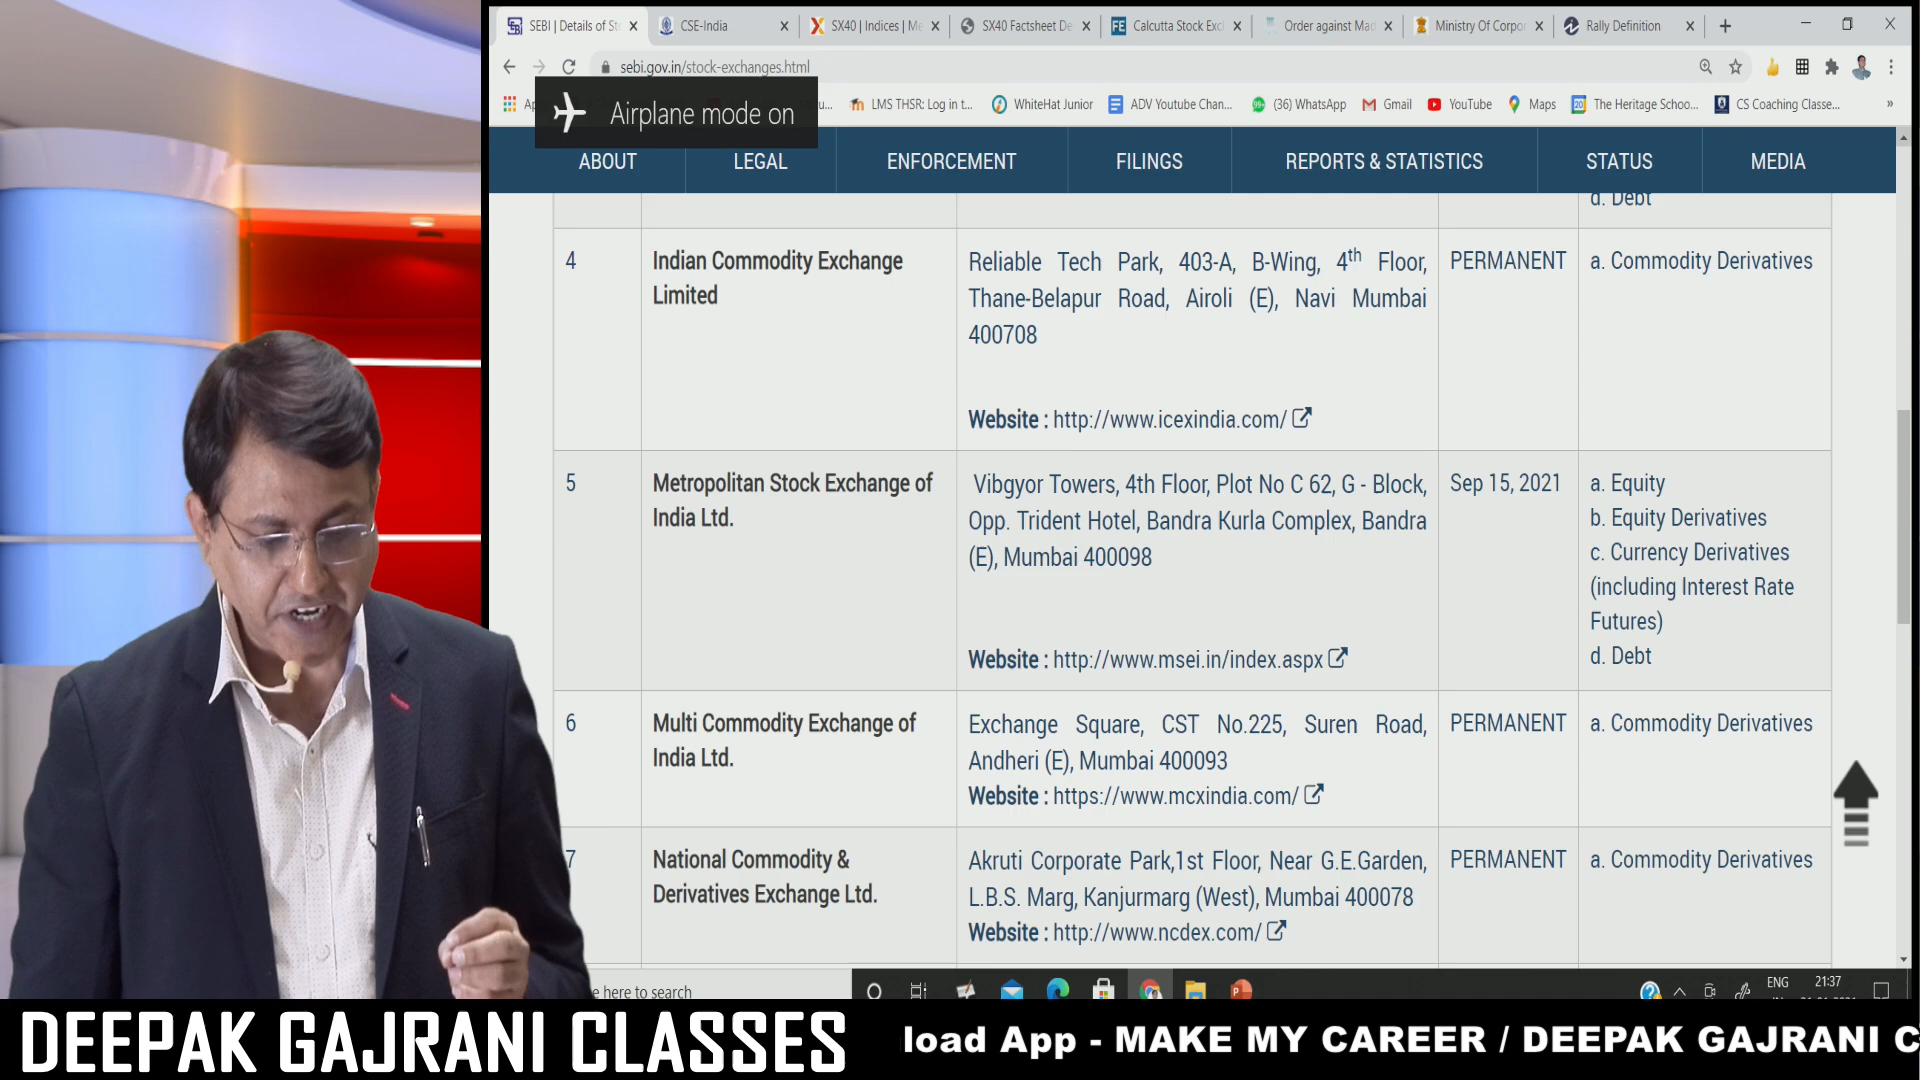 SEBI | Details of Sto
CSE-India
SX40 | Indices | Me
SX40 Factsheet De
Calcutta Stock Excl
Order against Mad
Ministry Of Corpor
Rally Definition
sebi.gov.in/stock-exchanges.html
Ap
u...
LMS THSR: Log in t...
WhiteHat Junior
ADV Youtube Chan...
(36) WhatsApp
Gmail
YouTube
Maps
The Heritage Schoo...
CS Coaching Classe...
»
Airplane mode on
ABOUT
LEGAL
ENFORCEMENT
FILINGS
REPORTS & STATISTICS
STATUS
MEDIA
d. Debt
4
Indian Commodity Exchange
Limited
Reliable Tech Park, 403-A, B-Wing, 4th Floor,
Thane-Belapur Road, Airoli (E), Navi Mumbai
400708
Website : http://www.icexindia.com/
PERMANENT
a. Commodity Derivatives
5
Metropolitan Stock Exchange of
India Ltd.
Vibgyor Towers, 4th Floor, Plot No C 62, G - Block,
Opp. Trident Hotel, Bandra Kurla Complex, Bandra
(E), Mumbai 400098
Website : http://www.msei.in/index.aspx
Sep 15, 2021
a. Equity
b. Equity Derivatives
c. Currency Derivatives
(including Interest Rate
Futures)
d. Debt
6
Multi Commodity Exchange of
India Ltd.
Exchange Square, CST No.225, Suren Road,
Andheri (E), Mumbai 400093
Website : https://www.mcxindia.com/
PERMANENT
a. Commodity Derivatives
7
National Commodity &
Derivatives Exchange Ltd.
Akruti Corporate Park,1st Floor, Near G.E.Garden,
L.B.S. Marg, Kanjurmarg (West), Mumbai 400078
Website : http://www.ncdex.com/
PERMANENT
a. Commodity Derivatives
e here to search
ENG
21:37
DEEPAK GAJRANI CLASSES
load App - MAKE MY CAREER / DEEPAK GAJRANI C